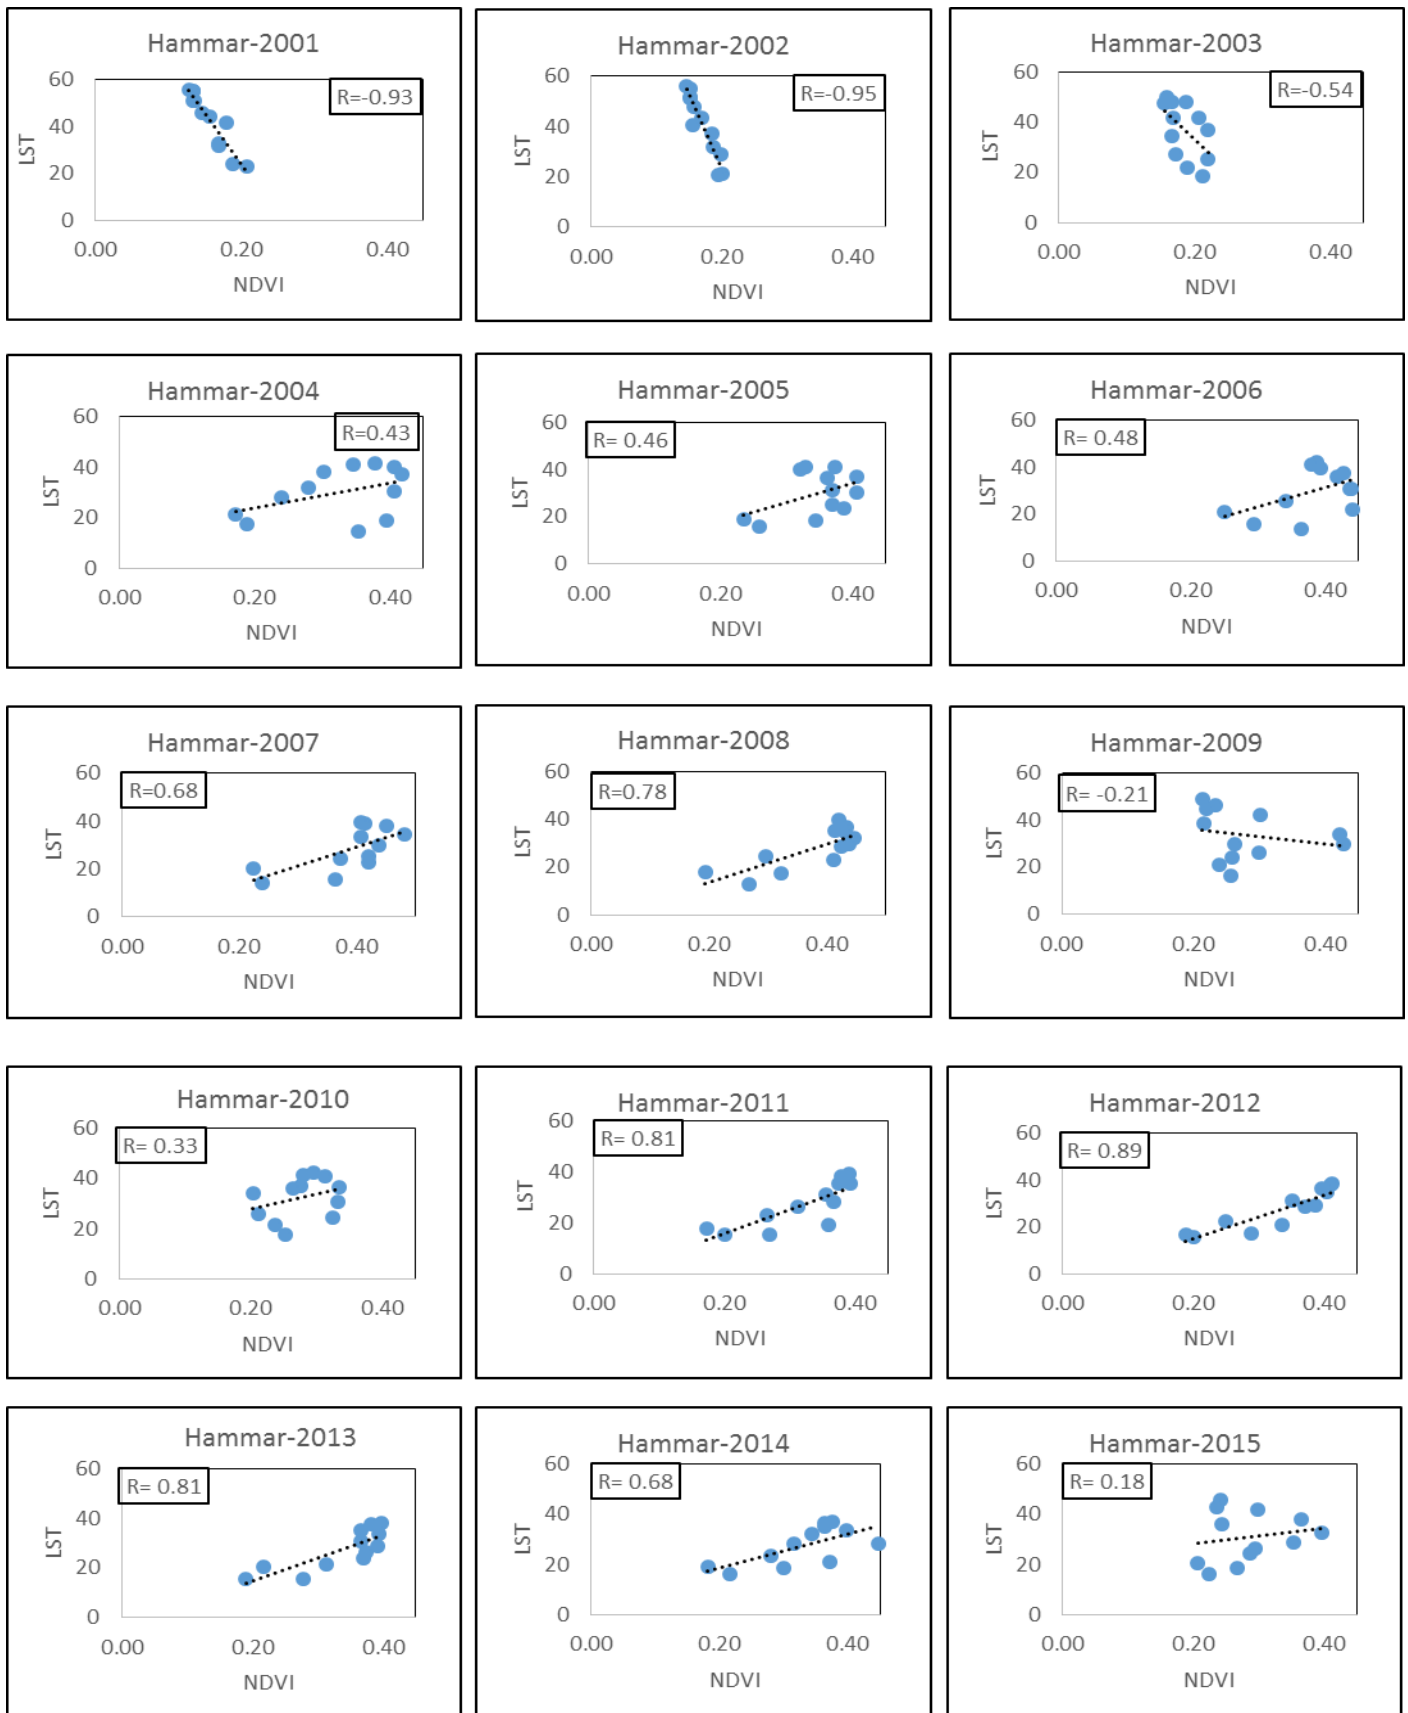 Hammar-2001
60
R=-0.93
40
LST
20
0
0.00 0.20 0.40
NDVI
Hammar-2002
60
R=-0.95
40
LST
20
0
0.00 0.20 0.40
NDVI
Hammar-2003
60
R=-0.54
40
LST
20
0
0.00 0.20 0.40
NDVI
Hammar-2004
60
R=0.43
40
LST
20
0
0.00 0.20 0.40
NDVI
Hammar-2005
60
R= 0.46
40
LST
20
0
0.00 0.20 0.40
NDVI
Hammar-2006
60
R= 0.48
40
LST
20
0
0.00 0.20 0.40
NDVI
Hammar-2007
60
R=0.68
40
LST
20
0
0.00 0.20 0.40
NDVI
Hammar-2008
60
R=0.78
40
LST
20
0
0.00 0.20 0.40
NDVI
Hammar-2009
60
R= -0.21
40
LST
20
0
0.00 0.20 0.40
NDVI
Hammar-2010
60
R= 0.33
40
LST
20
0
0.00 0.20 0.40
NDVI
Hammar-2011
60
R= 0.81
40
LST
20
0
0.00 0.20 0.40
NDVI
Hammar-2012
60
R= 0.89
40
LST
20
0
0.00 0.20 0.40
NDVI
Hammar-2013
60
R= 0.81
40
LST
20
0
0.00 0.20 0.40
NDVI
Hammar-2014
60
R= 0.68
40
LST
20
0
0.00 0.20 0.40
NDVI
Hammar-2015
60
R= 0.18
40
LST
20
0
0.00 0.20 0.40
NDVI